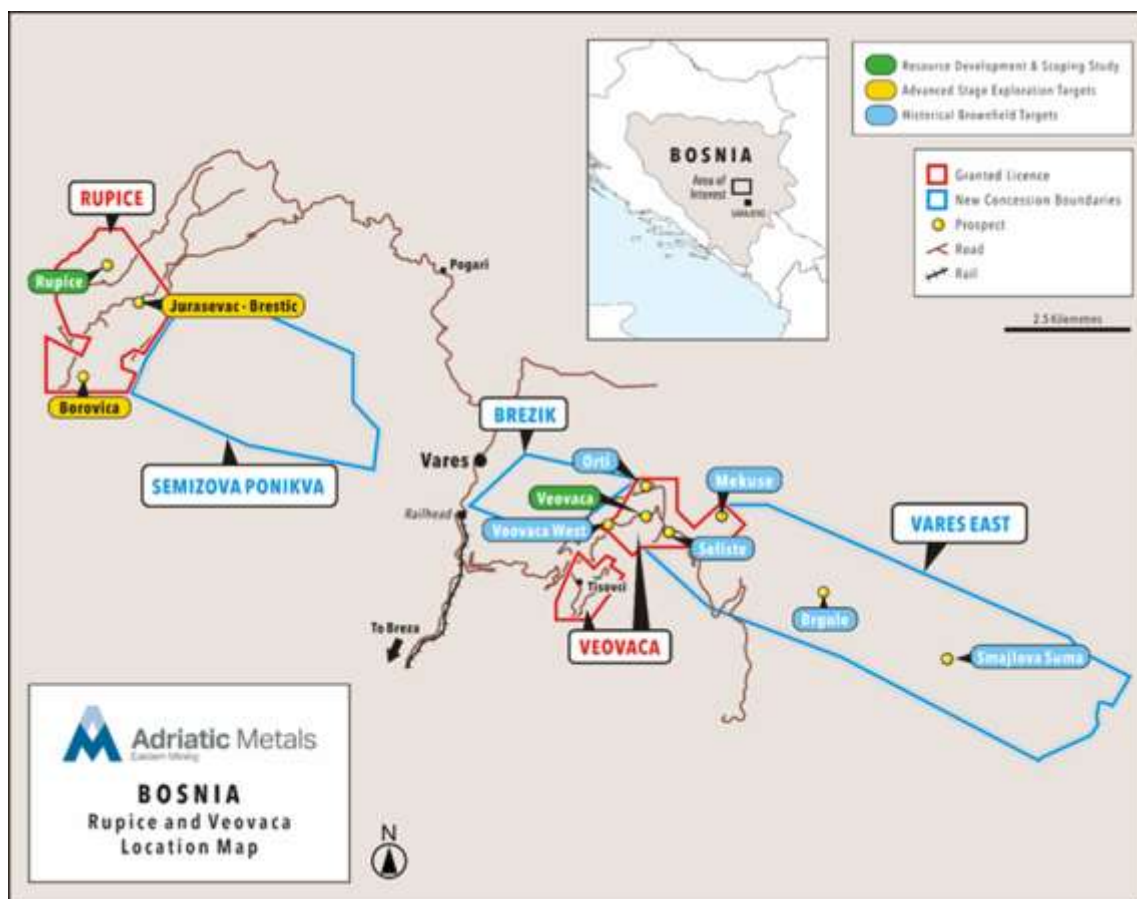 Resource Development & Scoping Study
Advanced Stage Exploration Targets
Historical Brownfield Targets
BOSNIA
Area of
Interest
SARAJEVO
Granted Licence
New Concession Boundaries
Prospect
Road
Rail
2.5 Kilometres
RUPICE
Rupice
Pogari
Jurasevac - Brestic
Borovica
SEMIZOVA PONIKVA
BREZIK
Vares
Orti
Mekuse
Veovaca
Railhead
Veovaca West
Seliste
VARES EAST
Tisovci
Brgule
To Breza
VEOVACA
Smajlova Suma
Adriatic Metals
Eastern Mining
BOSNIA
Rupice and Veovaca
Location Map
N